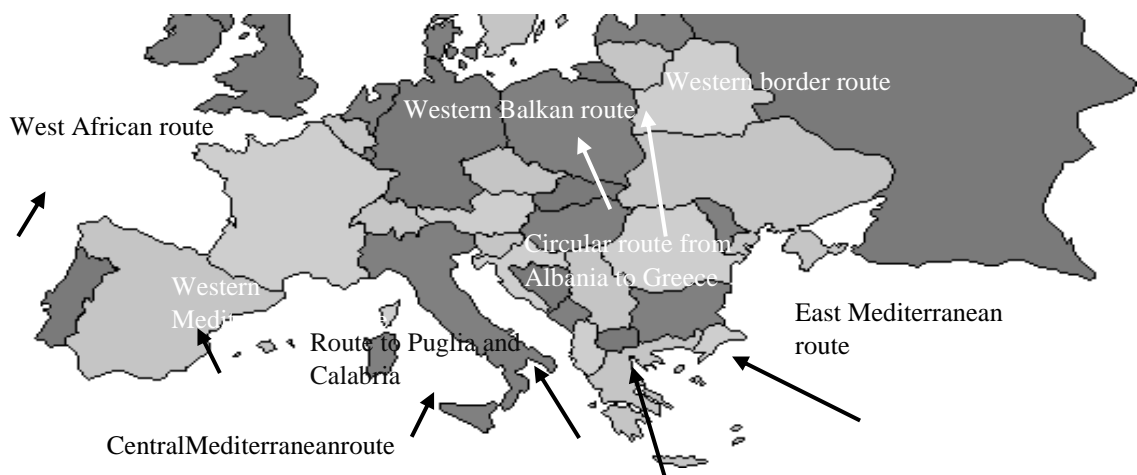 Western border route
Western Balkan route
West African route
Circular route from
Albania to Greece
Western
Medit
East Mediterranean
route
Route to Puglia and
Calabria
CentralMediterraneanroute